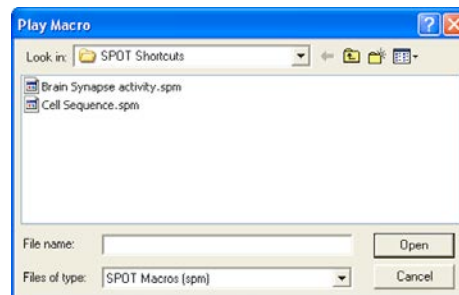 Play Macro
Look in: SPOT Shortcuts
Brain Synapse activity.spm
Cell Sequence.spm
File name: Open
Files of type: SPOT Macros (spm) Cancel